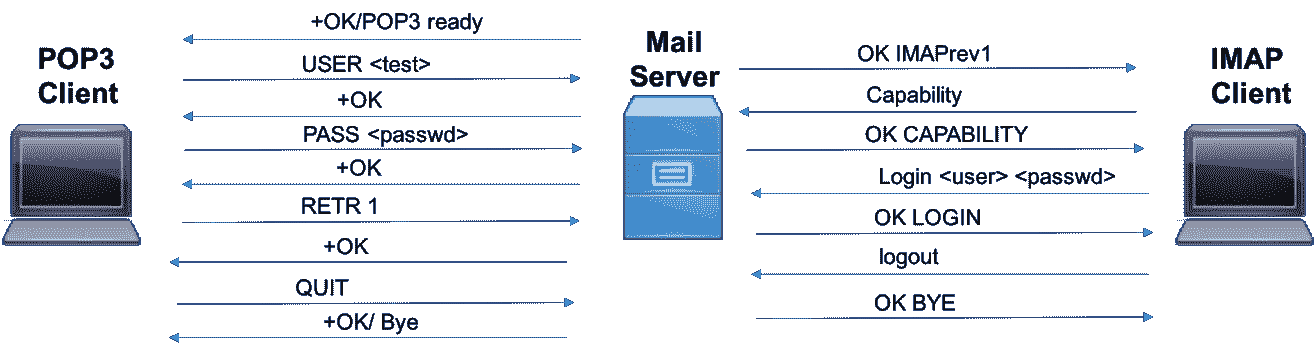 POP3
Client
+OK/POP3 ready
USER <test>
+OK
PASS <passwd>
+OK
RETR 1
+OK
QUIT
+OK/ Bye
Mail
Server
OK IMAPrev1
Capability
OK CAPABILITY
Login <user> <passwd>
OK LOGIN
logout
OK BYE
IMAP
Client